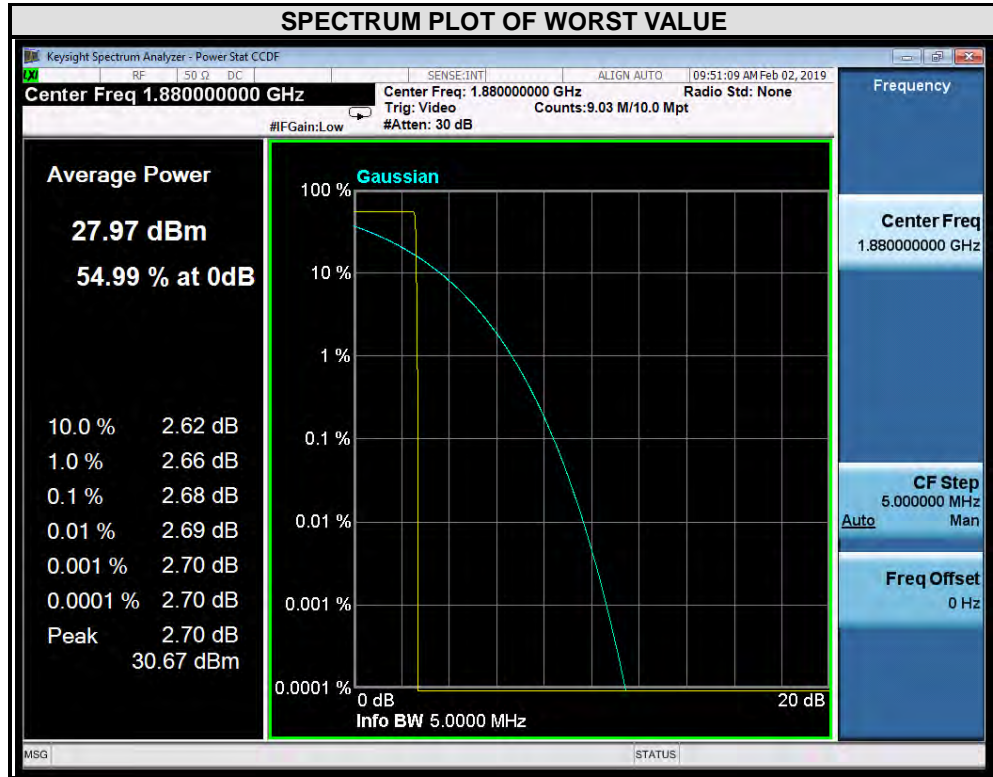 SPECTRUM PLOT OF WORST VALUE
Keysight Spectrum Analyzer - Power Stat CCDF
LXI RF 50 Ω DC SENSE:INT ALIGN AUTO 09:51:09 AM Feb 02, 2019
Center Freq 1.880000000 GHz
Center Freq: 1.880000000 GHz Radio Std: None
Trig: Video Counts:9.03 M/10.0 Mpt
#IFGain:Low #Atten: 30 dB
Frequency
Average Power
27.97 dBm
54.99 % at 0dB
10.0 % 2.62 dB
1.0 % 2.66 dB
0.1 % 2.68 dB
0.01 % 2.69 dB
0.001 % 2.70 dB
0.0001 % 2.70 dB
Peak 2.70 dB
30.67 dBm
Gaussian
100 %
10 %
1 %
0.1 %
0.01 %
0.001 %
0.0001 %
0 dB 20 dB
Info BW 5.0000 MHz
Center Freq
1.880000000 GHz
CF Step
5.000000 MHz
Auto Man
Freq Offset
0 Hz
MSG STATUS